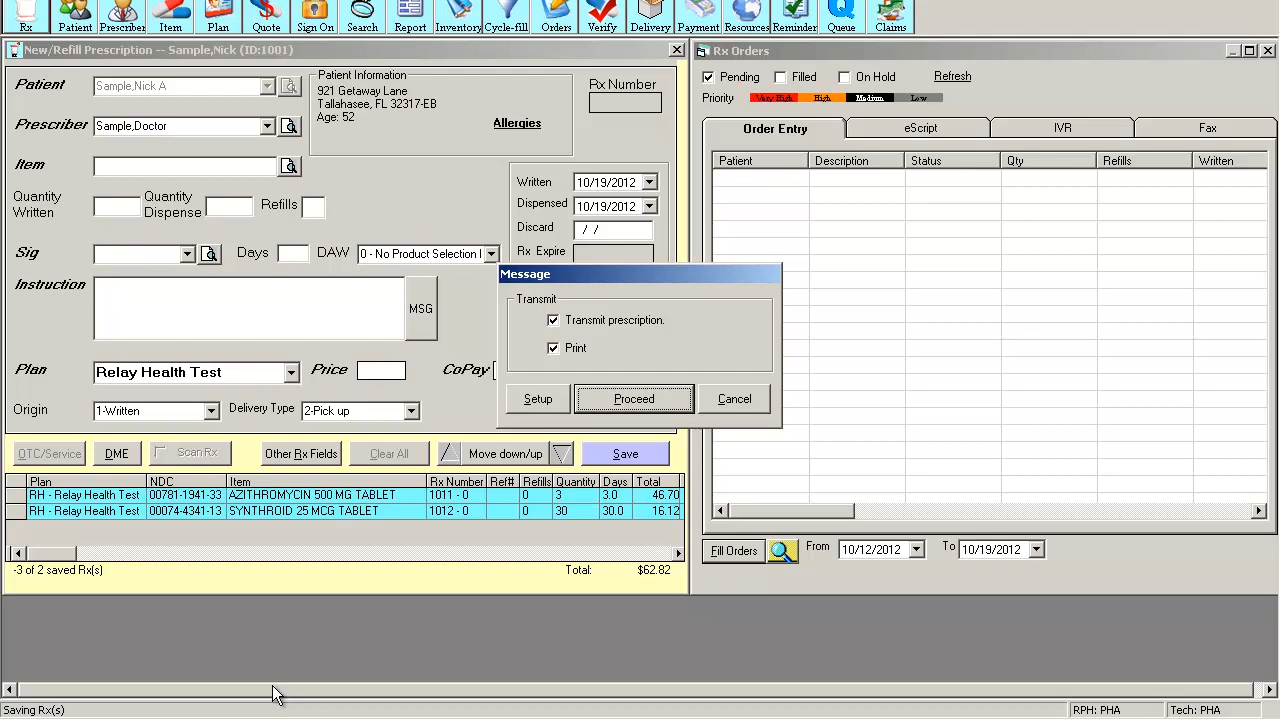 Rx Patient Prescriber Item Plan Quote Sign On Search Report Inventory Cycle-fill Orders Verify Delivery Payment Resources Reminder Queue Claims
New/Refill Prescription -- Sample,Nick (ID:1001)
Patient
Sample,Nick A
Patient Information
921 Getaway Lane
Tallahasee, FL 32317-EB
Age: 52
Allergies
Rx Number
Prescriber
Sample,Doctor
Item
Quantity Written
Quantity Dispense
Refills
Written 10/19/2012
Dispensed 10/19/2012
Discard / /
Rx Expire
Sig
Days
DAW
0 - No Product Selection I
Instruction
MSG
Plan
Relay Health Test
Price
CoPay
Origin
1-Written
Delivery Type
2-Pick up
OTC/Service DME Scan Rx Other Rx Fields Clear All Move down/up Save
Plan NDC Item Rx Number Ref# Refills Quantity Days Total
RH - Relay Health Test 00781-1941-33 AZITHROMYCIN 500 MG TABLET 1011 - 0 0 3 3.0 46.70
RH - Relay Health Test 00074-4341-13 SYNTHROID 25 MCG TABLET 1012 - 0 0 30 30.0 16.12
-3 of 2 saved Rx(s)
Total: $62.82
Message
Transmit
Transmit prescription.
Print
Setup Proceed Cancel
Rx Orders
Pending Filled On Hold Refresh
Priority Very High High Medium Low
Order Entry eScript IVR Fax
Patient Description Status Qty Refills Written
Fill Orders From 10/12/2012 To 10/19/2012
Saving Rx(s)
RPH: PHA Tech: PHA